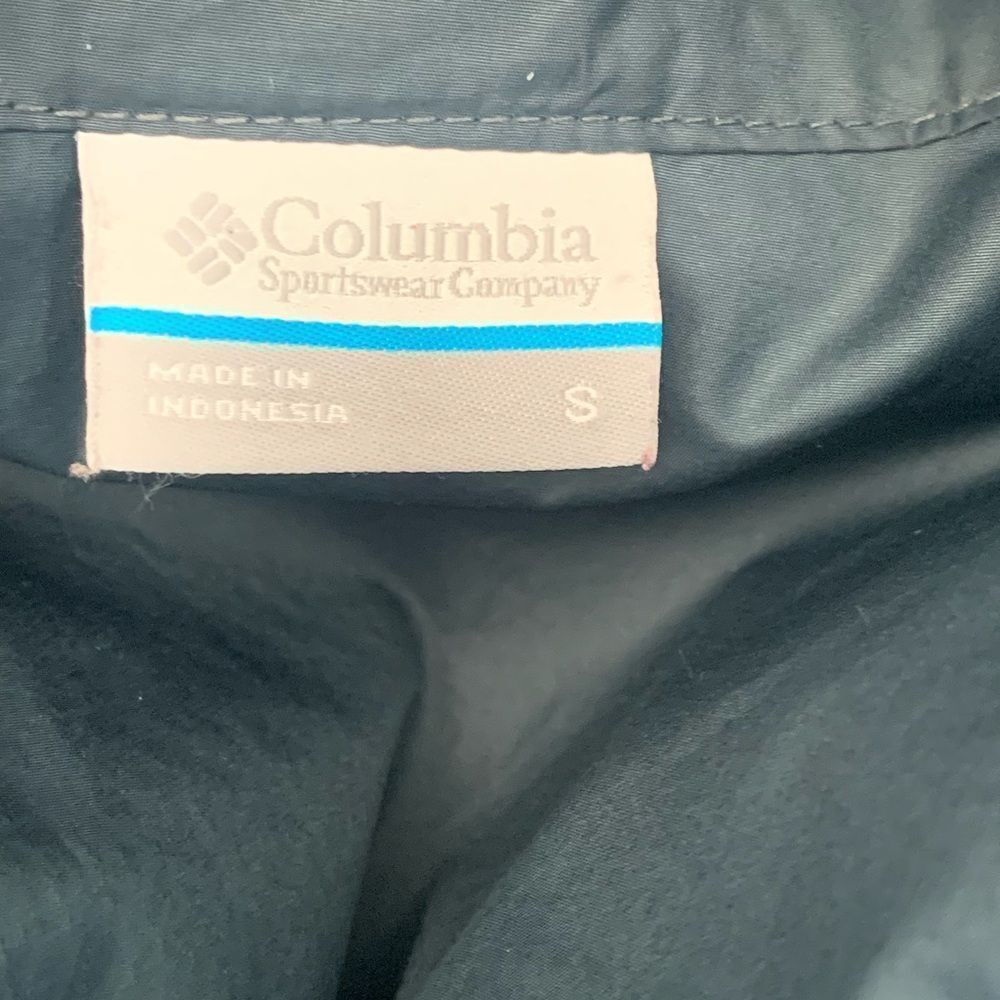 Columbia
Sportswear Company
MADE IN
INDONESIA
S